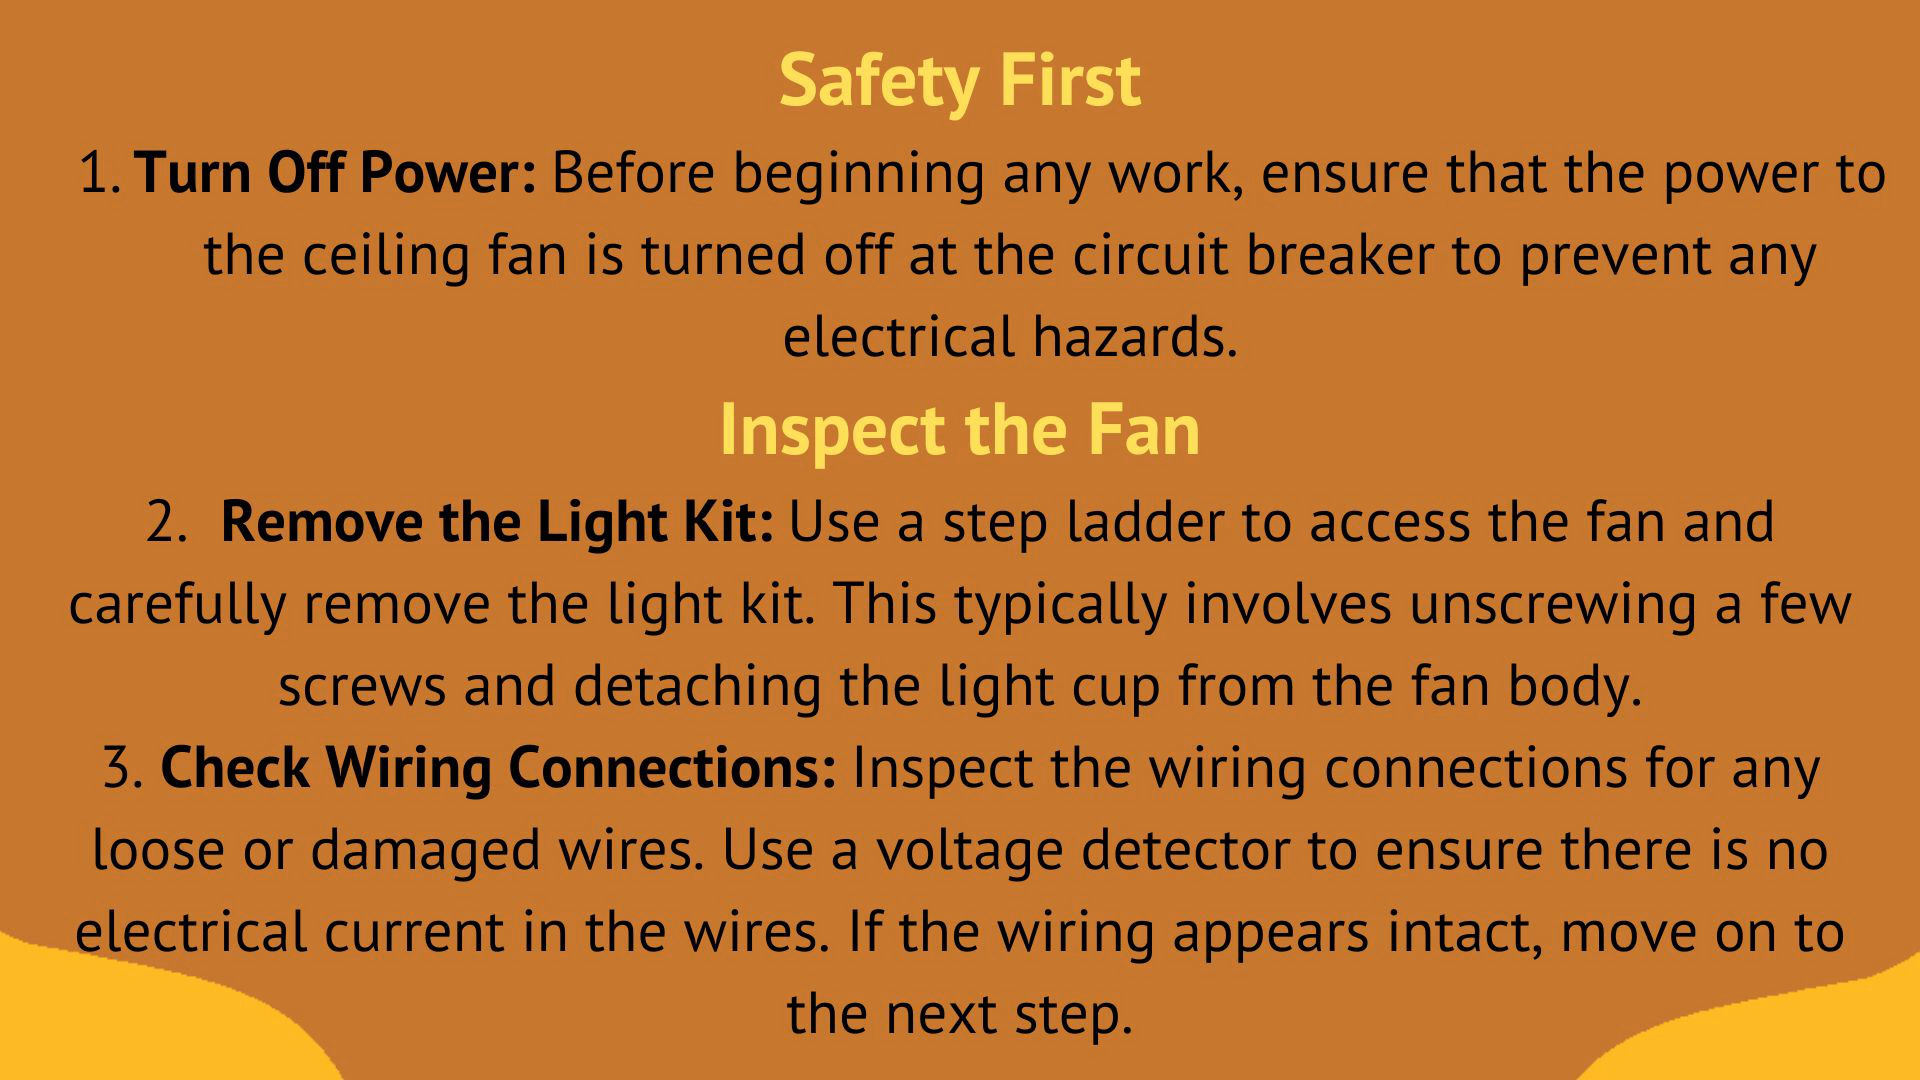 Safety First
1. Turn Off Power: Before beginning any work, ensure that the power to
the ceiling fan is turned off at the circuit breaker to prevent any
electrical hazards.
Inspect the Fan
2. Remove the Light Kit: Use a step ladder to access the fan and
carefully remove the light kit. This typically involves unscrewing a few
screws and detaching the light cup from the fan body.
3. Check Wiring Connections: Inspect the wiring connections for any
loose or damaged wires. Use a voltage detector to ensure there is no
electrical current in the wires. If the wiring appears intact, move on to
the next step.